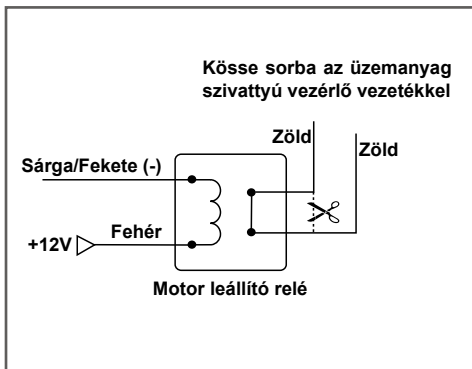 Kösse sorba az üzemanyag
szivattyú vezérlő vezetékkel
Zöld
Zöld
Sárga/Fekete (-)
Fehér
+12V
Motor leállító relé